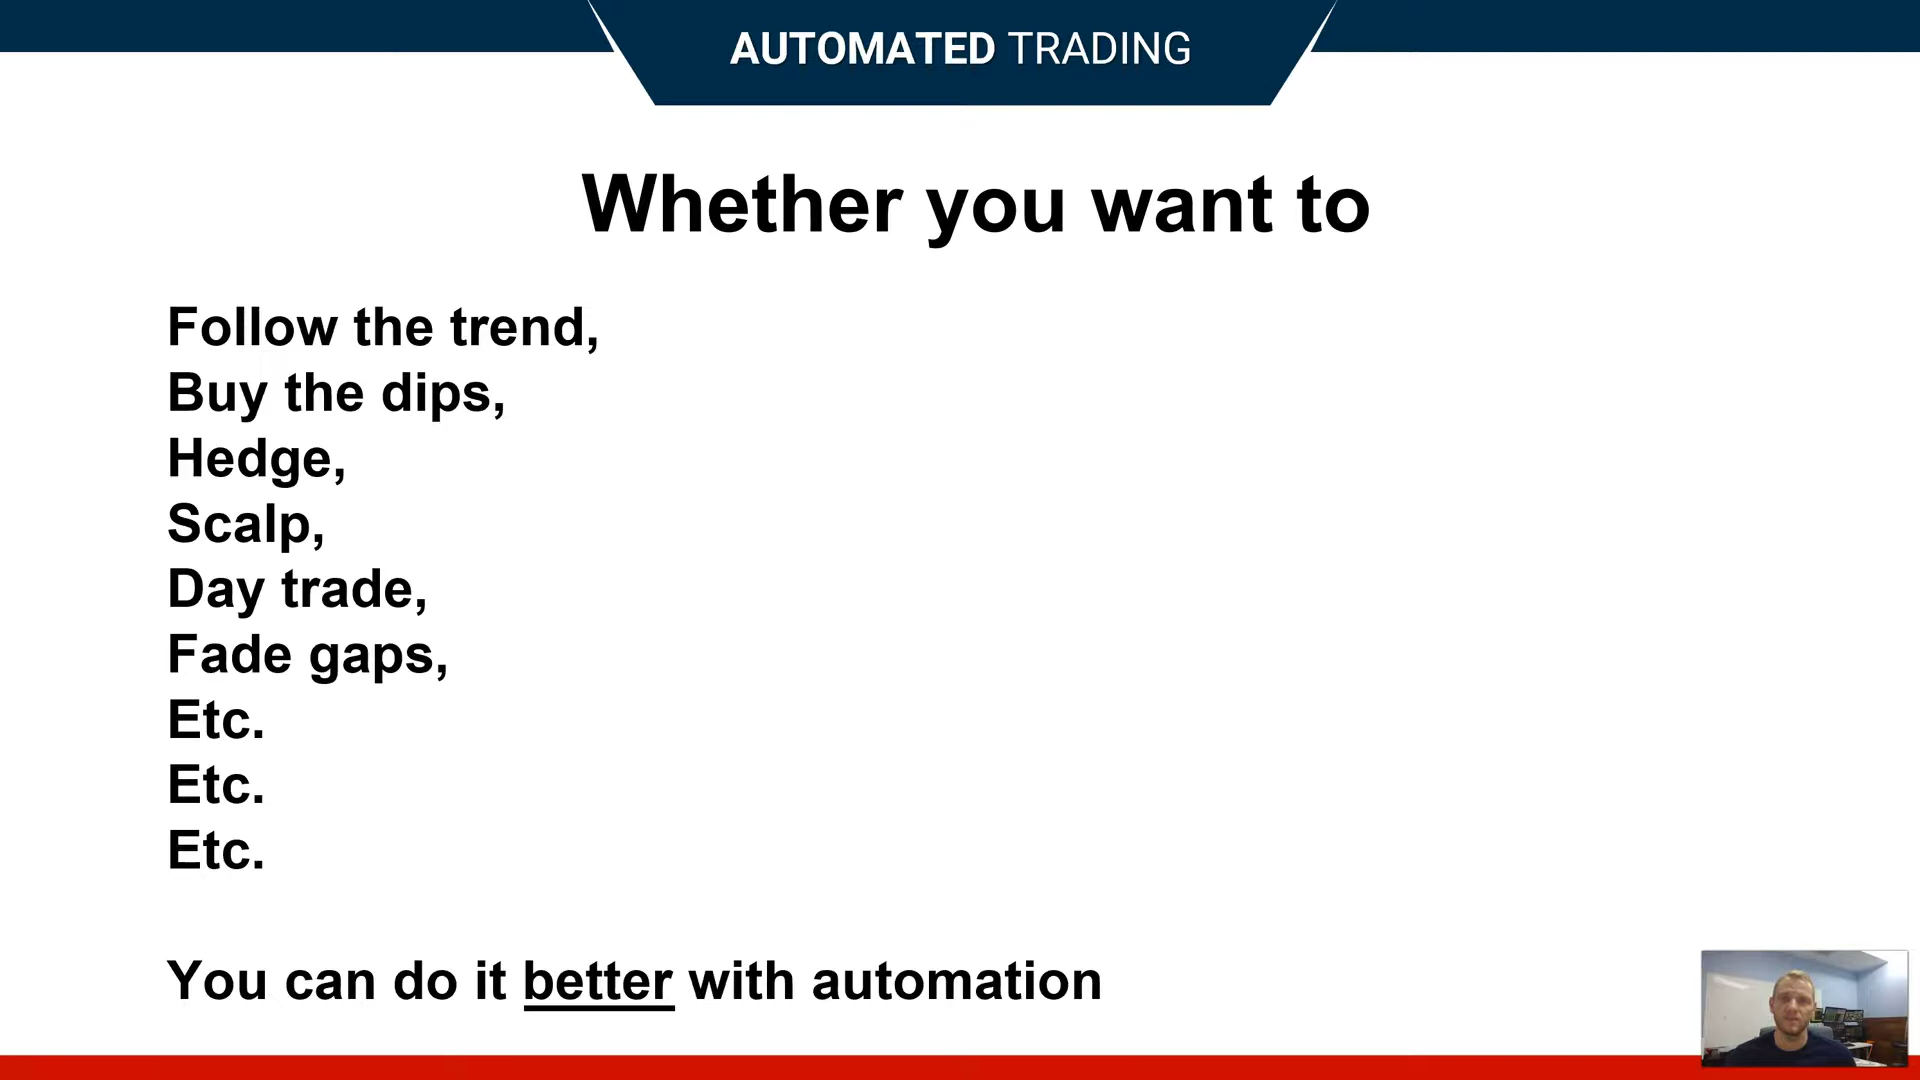 AUTOMATED TRADING
Whether you want to
Follow the trend,
Buy the dips,
Hedge,
Scalp,
Day trade,
Fade gaps,
Etc.
Etc.
Etc.
You can do it better with automation